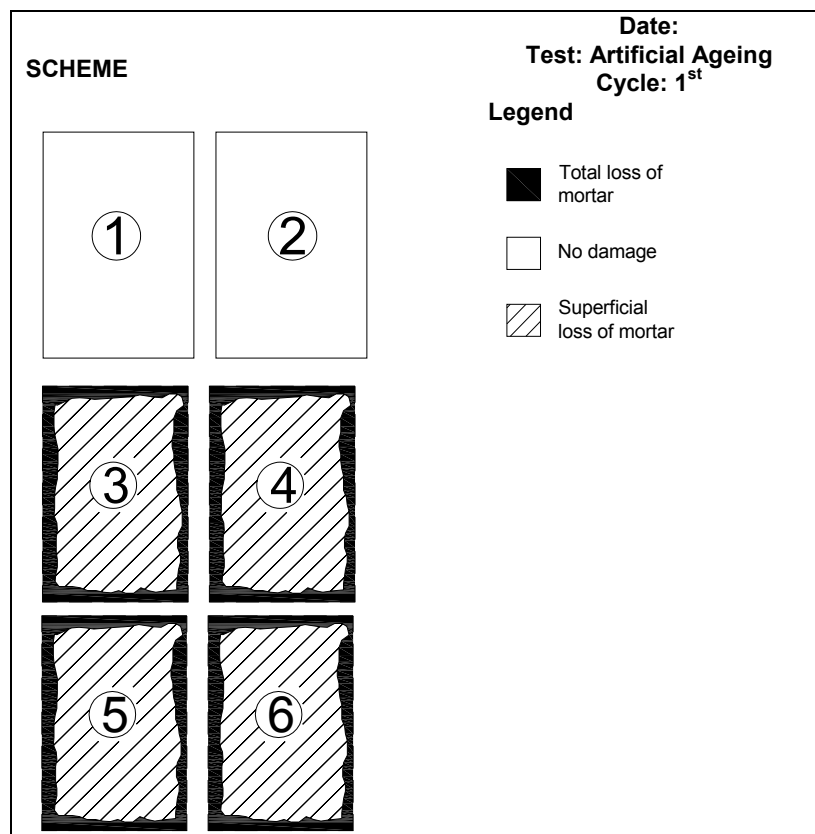 SCHEME
Date:
Test: Artificial Ageing
Cycle: 1st
Legend
Total loss of
mortar
No damage
Superficial
loss of mortar
1
2
3
4
5
6